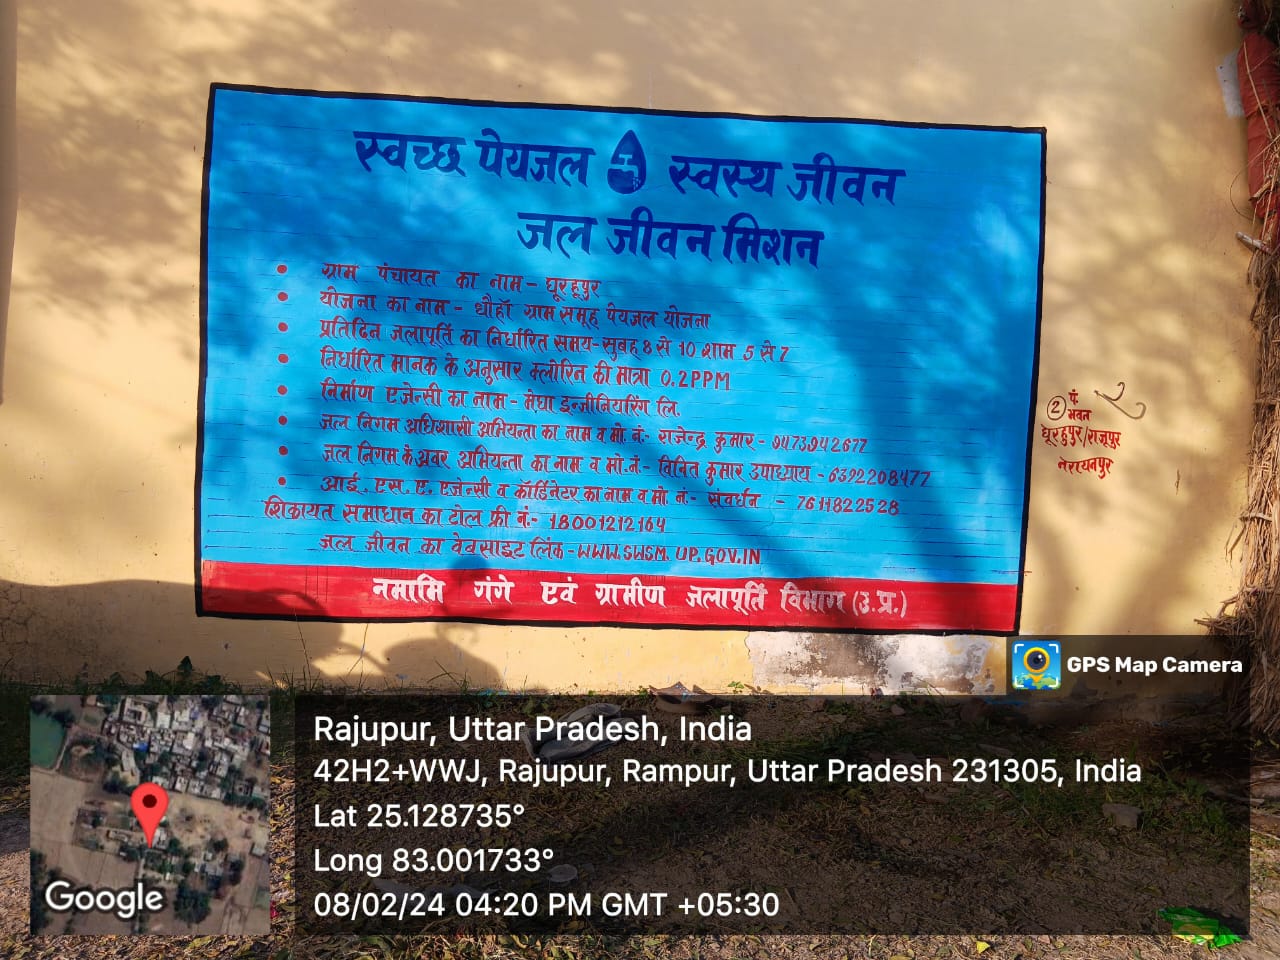 स्वच्छ पेयजल स्वस्थ जीवन
जल जीवन मिशन
• ग्राम पंचायत का नाम - घूरहूपुर
• योजना का नाम - धौहॉ ग्राम समूह पेयजल योजना
• प्रतिदिन जलापूर्ति का निर्धारित समय-सुबह 8 से 10 शाम 5 से 7
• निर्धारित मानक के अनुसार क्लोरिन की मात्रा 0.2PPM
• निर्माण एजेन्सी का नाम - मेघा इन्जीनियरिंग लि.
• जल निगम अधिशासी अभियन्ता का नाम व मो. नं:- राजेन्द्र कुमार - 9473942677
• जल निगम के अवर अभियन्ता का नाम व मो.नं- विनित कुमार उपाध्याय - 6392208477
• आई. एस. ए. एजेन्सी व कॉर्डिनेटर का नाम व मो. नं- संवर्धन - 7611822528
शिकायत समाधान का टोल फ्री नं:- 18001212164
जल जीवन का वेबसाइट लिंक - WWW.SWSM.UP.GOV.IN
नमामि गंगे एवं ग्रामीण जलापूर्ति विभाग (उ.प्र.)
② पं.
भवन
घूरहुपुर/राजूपुर
नरायनपुर
GPS Map Camera
Rajupur, Uttar Pradesh, India
42H2+WWJ, Rajupur, Rampur, Uttar Pradesh 231305, India
Lat 25.128735°
Long 83.001733°
08/02/24 04:20 PM GMT +05:30
Google